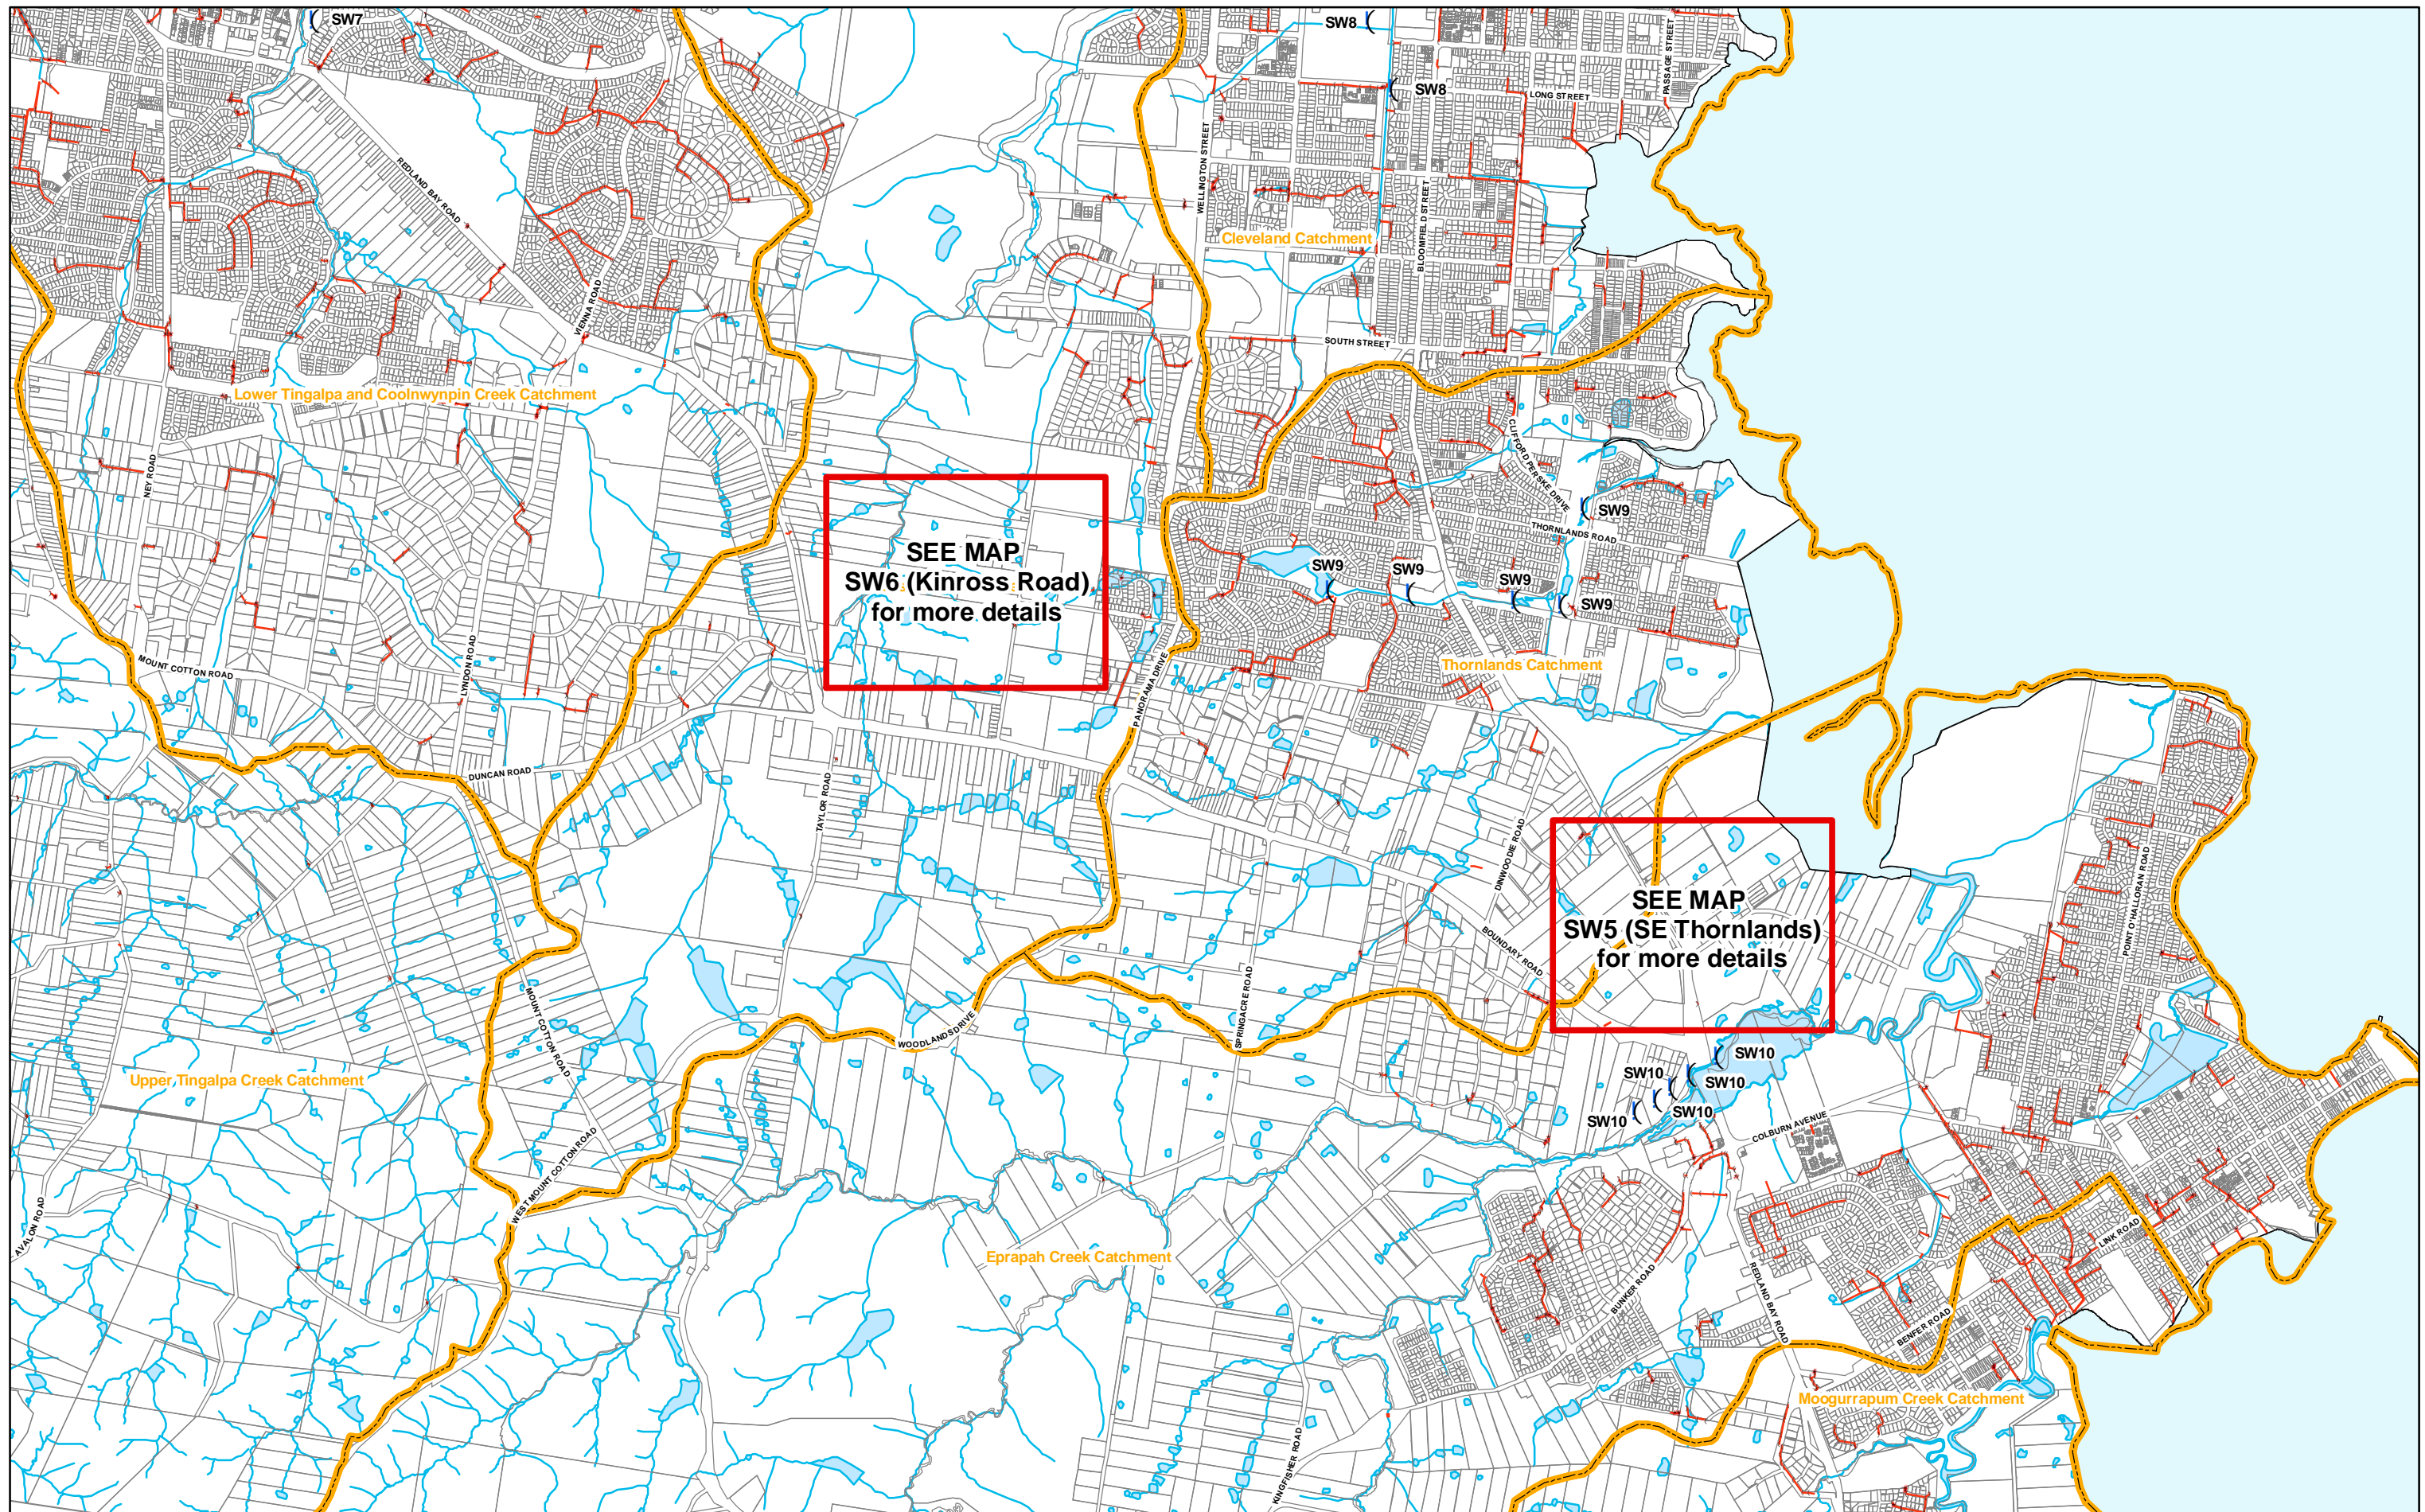 SW7
SW8
PASSAGE STREET
SW8
LONG STREET
REDLAND BAY ROAD
WELLINGTON STREET
BLOOMFIELD STREET
Cleveland Catchment
VIENNA ROAD
SOUTH STREET
Lower Tingalpa and Coolnwynpin Creek Catchment
CLIFFORD PERSKE DRIVE
NEY ROAD
SW9
THORNLANDS ROAD
SEE MAP
SW6 (Kinross Road)
for more details
SW9
SW9
SW9
SW9
MOUNT COTTON ROAD
LYNDON ROAD
PANORAMA DRIVE
Thornlands Catchment
DUNCAN ROAD
TAYLOR ROAD
DINWOODIE ROAD
POINT O'HALLORAN ROAD
SEE MAP
SW5 (SE Thornlands)
for more details
BOUNDARY ROAD
MOUNT COTTON ROAD
WOODLANDS DRIVE
SPRINGACRE ROAD
SW10
SW10
SW10
SW10
SW10
Upper Tingalpa Creek Catchment
COLBURN AVENUE
WEST MOUNT COTTON ROAD
AVALON ROAD
Eprapah Creek Catchment
LINK ROAD
BUNKER ROAD
REDLAND BAY ROAD
BENFER ROAD
Moogurrapum Creek Catchment
KINGFISHER ROAD